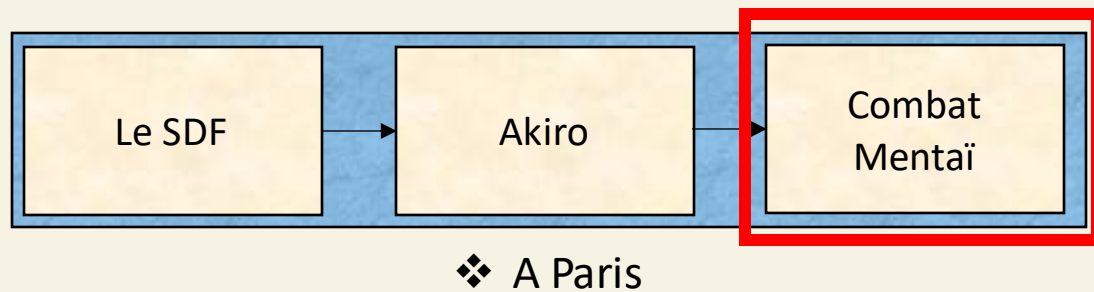 Le SDF
Akiro
Combat
Mentaï
❖ A Paris